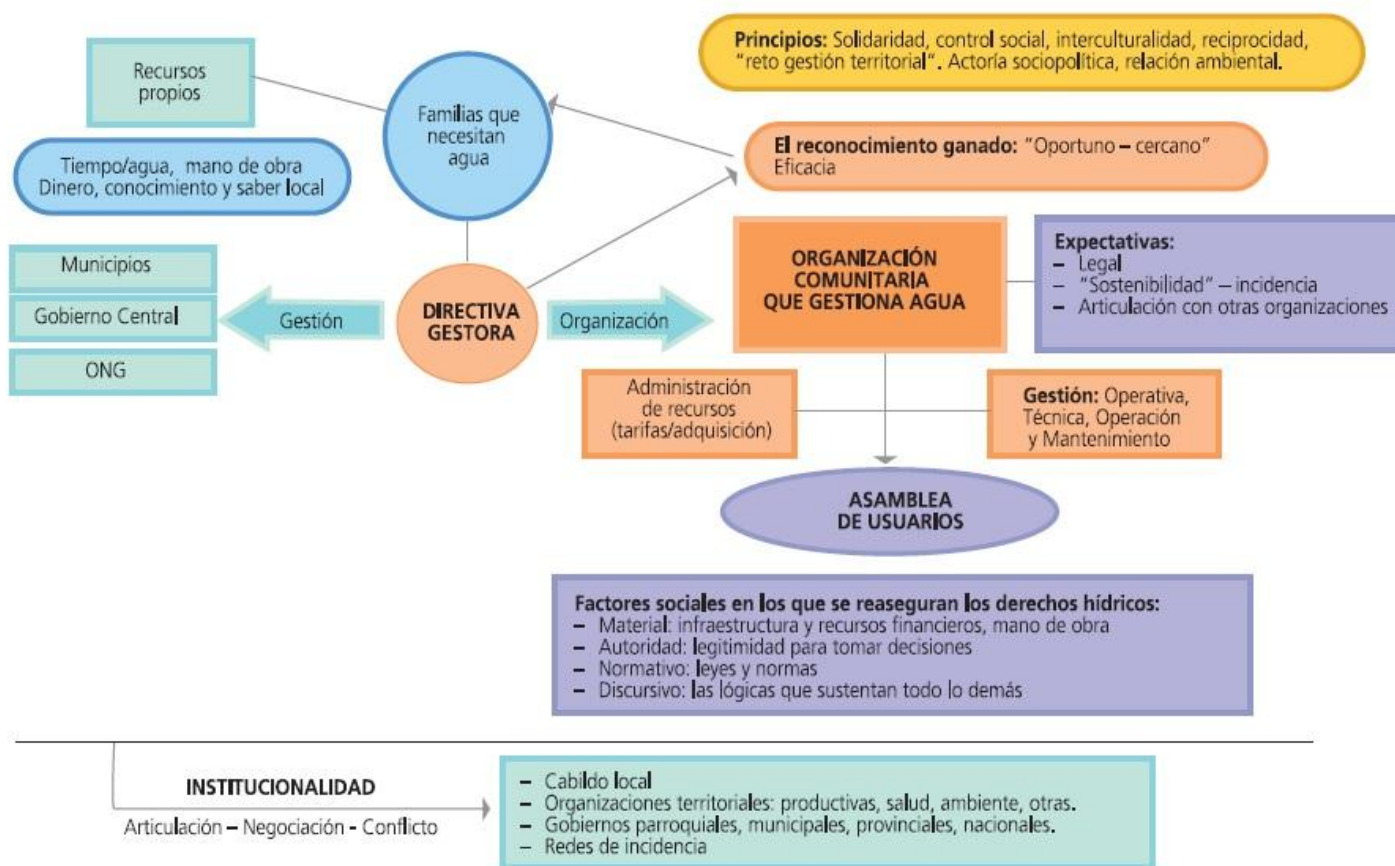 Principios: Solidaridad, control social, interculturalidad, reciprocidad,
“reto gestión territorial”. Actoría sociopolítica, relación ambiental.
Recursos
propios
Familias que
necesitan
agua
El reconocimiento ganado: “Oportuno – cercano”
Eficacia
Tiempo/agua, mano de obra
Dinero, conocimiento y saber local
Municipios
Gobierno Central
ONG
Gestión
DIRECTIVA
GESTORA
Organización
ORGANIZACIÓN
COMUNITARIA
QUE GESTIONA AGUA
Expectativas:
– Legal
– “Sostenibilidad” – incidencia
– Articulación con otras organizaciones
Administración
de recursos
(tarifas/adquisición)
Gestión: Operativa,
Técnica, Operación
y Mantenimiento
ASAMBLEA
DE USUARIOS
Factores sociales en los que se reaseguran los derechos hídricos:
– Material: infraestructura y recursos financieros, mano de obra
– Autoridad: legitimidad para tomar decisiones
– Normativo: leyes y normas
– Discursivo: las lógicas que sustentan todo lo demás
INSTITUCIONALIDAD
Articulación – Negociación - Conflicto
– Cabildo local
– Organizaciones territoriales: productivas, salud, ambiente, otras.
– Gobiernos parroquiales, municipales, provinciales, nacionales.
– Redes de incidencia